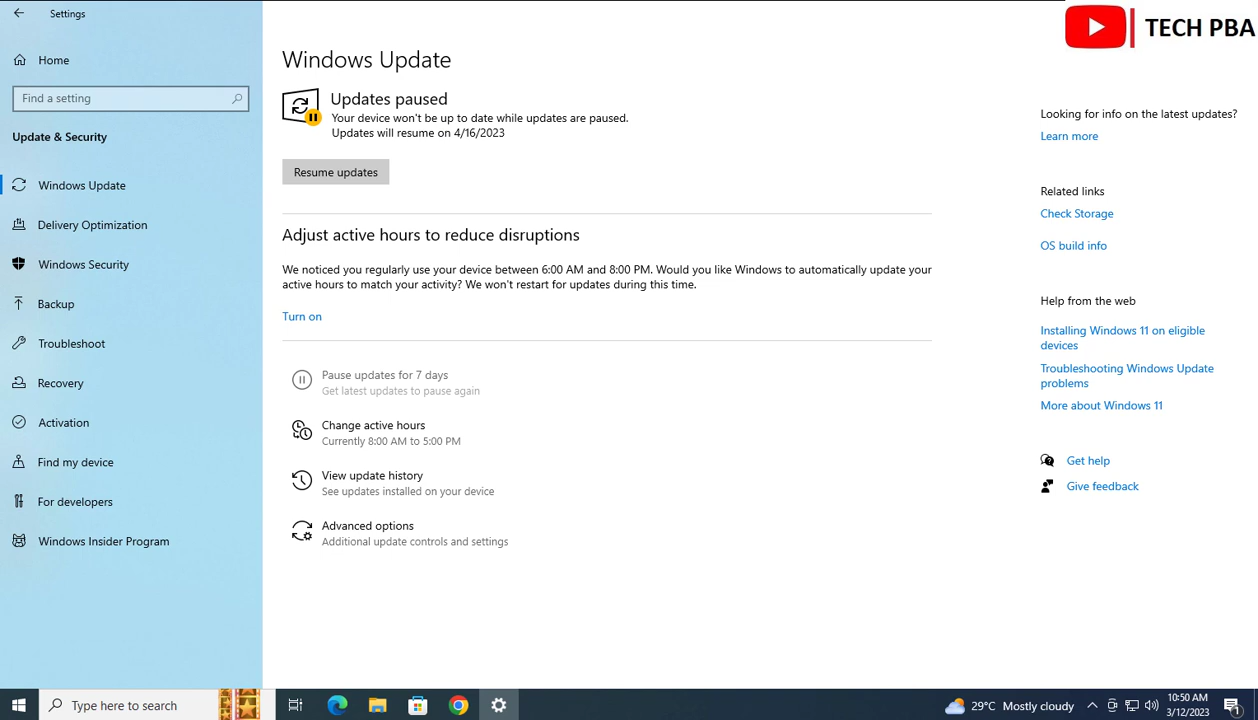 Settings
TECH PBA
Home
Find a setting
Update & Security
Windows Update
Delivery Optimization
Windows Security
Backup
Troubleshoot
Recovery
Activation
Find my device
For developers
Windows Insider Program
Windows Update
Updates paused
Your device won't be up to date while updates are paused.
Updates will resume on 4/16/2023
Resume updates
Adjust active hours to reduce disruptions
We noticed you regularly use your device between 6:00 AM and 8:00 PM. Would you like Windows to automatically update your
active hours to match your activity? We won't restart for updates during this time.
Turn on
Pause updates for 7 days
Get latest updates to pause again
Change active hours
Currently 8:00 AM to 5:00 PM
View update history
See updates installed on your device
Advanced options
Additional update controls and settings
Looking for info on the latest updates?
Learn more
Related links
Check Storage
OS build info
Help from the web
Installing Windows 11 on eligible
devices
Troubleshooting Windows Update
problems
More about Windows 11
Get help
Give feedback
Type here to search
29°C Mostly cloudy
10:50 AM
3/12/2023
1